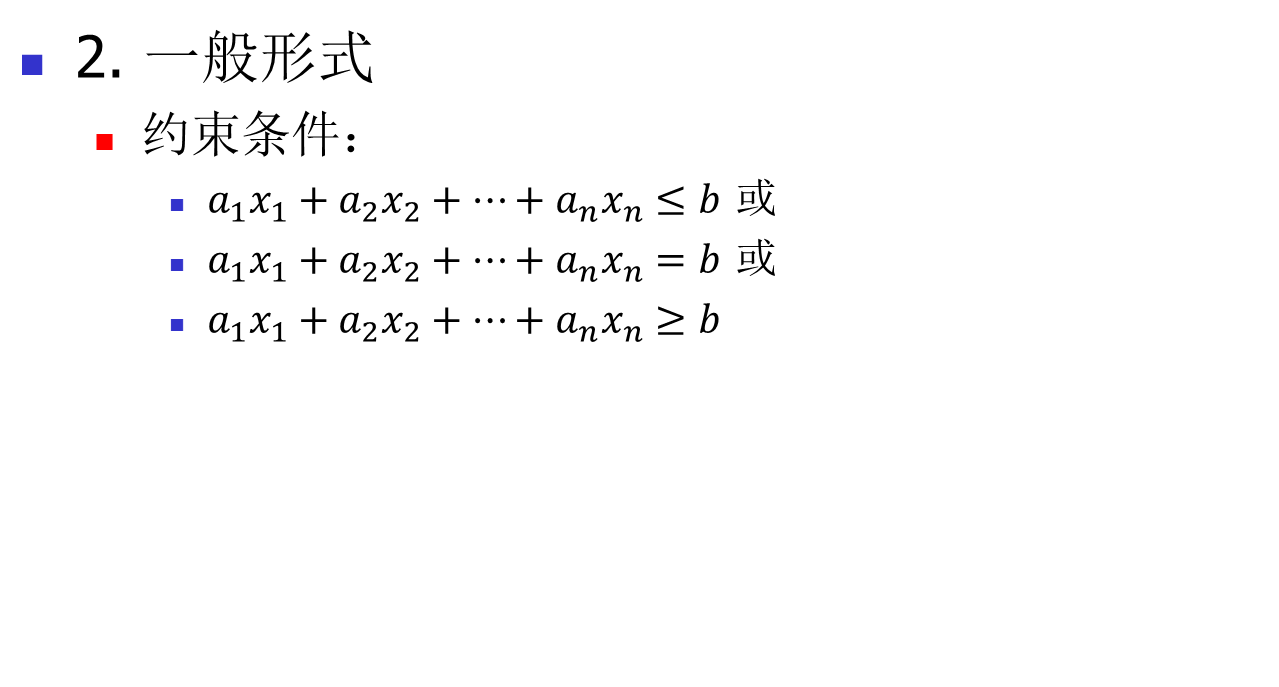 2. 一般形式
约束条件：
a₁x₁ + a₂x₂ + ⋯ + aₙxₙ ≤ b 或
a₁x₁ + a₂x₂ + ⋯ + aₙxₙ = b 或
a₁x₁ + a₂x₂ + ⋯ + aₙxₙ ≥ b